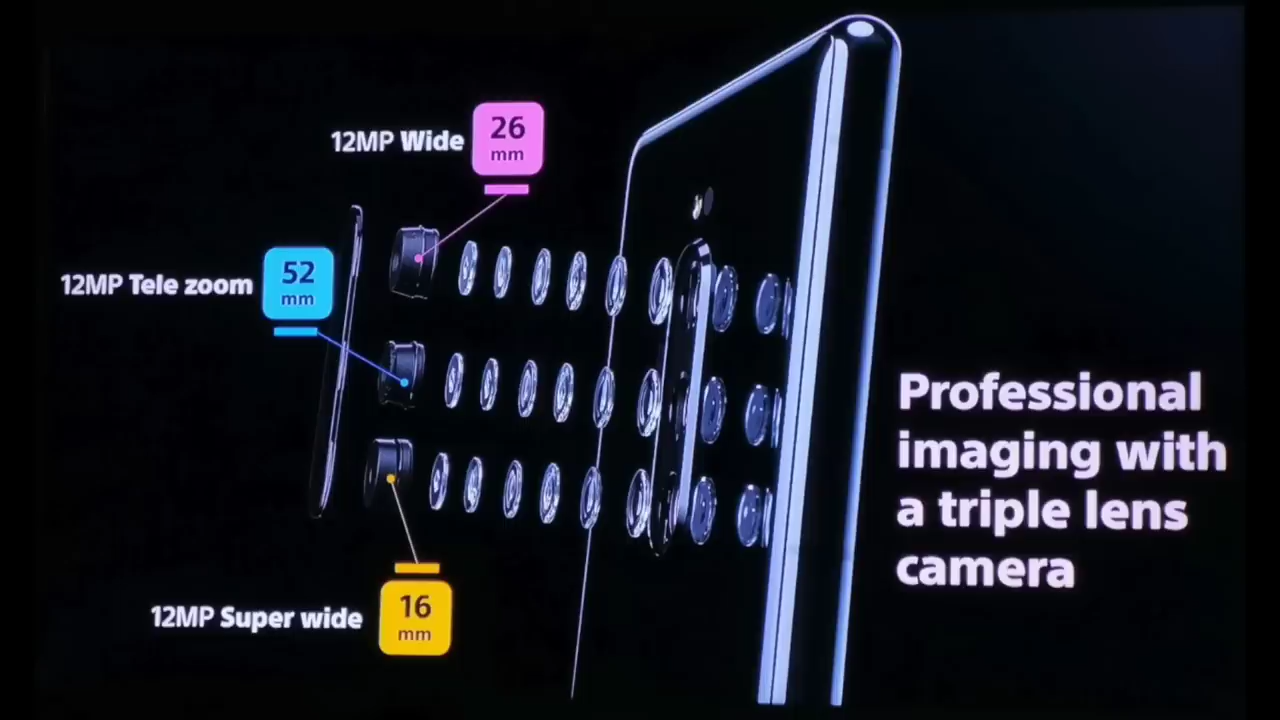 12MP Wide
26
mm
12MP Tele zoom
52
mm
12MP Super wide
16
mm
Professional
imaging with
a triple lens
camera